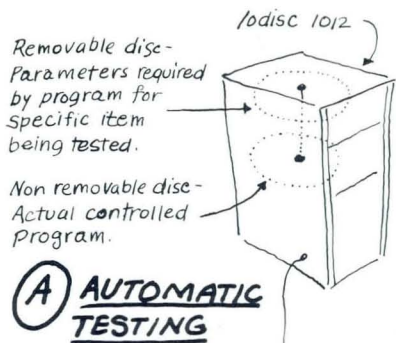 Iodisc 1012
Removable disc-
Parameters required
by program for
specific item
being tested.
Non removable disc-
Actual controlled
Program.
A AUTOMATIC
TESTING